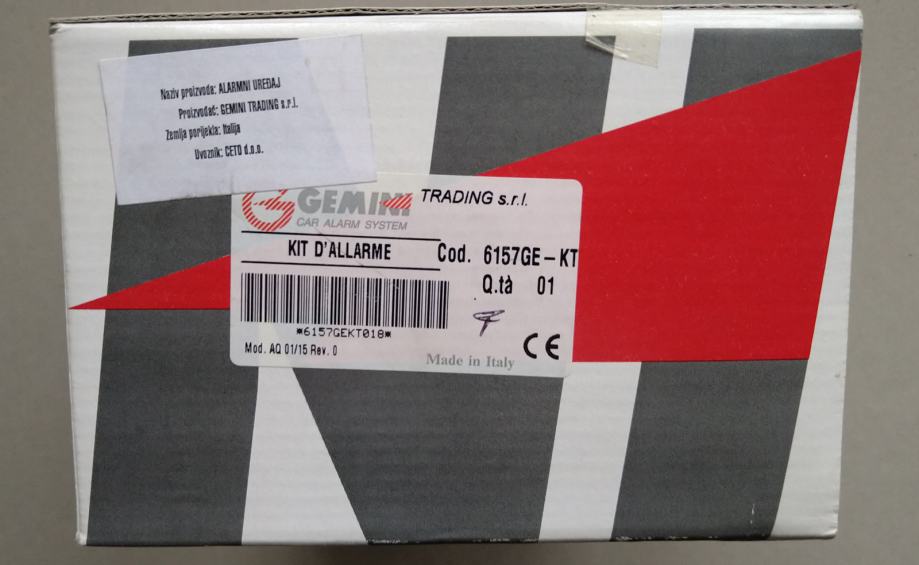 Naziv proizvoda: ALARMNI UREĐAJ
Proizvođač: GEMINI TRADING s.r.l.
Zemlja porijekla: Italija
Uvoznik: CETO d.o.o.
GEMINI TRADING s.r.l.
CAR ALARM SYSTEM
KIT D'ALLARME Cod. 6157GE-KT
Q.tà 01
*6157GEKT018*
Mod. AQ 01/15 Rev. 0
Made in Italy
CE